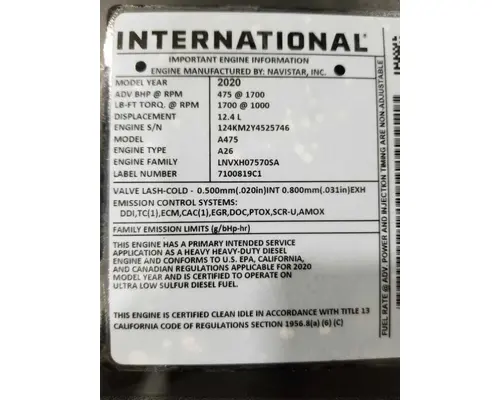 INTERNATIONAL®
IMPORTANT ENGINE INFORMATION
ENGINE MANUFACTURED BY: NAVISTAR, INC.
MODEL YEAR 2020
ADV BHP @ RPM 475 @ 1700
LB-FT TORQ. @ RPM 1700 @ 1000
DISPLACEMENT 12.4 L
ENGINE S/N 124KM2Y4525746
MODEL A475
ENGINE TYPE A26
ENGINE FAMILY LNVXH07570SA
LABEL NUMBER 7100819C1
VALVE LASH-COLD - 0.500mm(.020in)INT 0.800mm(.031in)EXH
EMISSION CONTROL SYSTEMS:
DDI,TC(1),ECM,CAC(1),EGR,DOC,PTOX,SCR-U,AMOX
FAMILY EMISSION LIMITS (g/bHp-hr)
THIS ENGINE HAS A PRIMARY INTENDED SERVICE
APPLICATION AS A HEAVY HEAVY-DUTY DIESEL
ENGINE AND CONFORMS TO U.S. EPA, CALIFORNIA,
AND CANADIAN REGULATIONS APPLICABLE FOR 2020
MODEL YEAR AND IS CERTIFIED TO OPERATE ON
ULTRA LOW SULFUR DIESEL FUEL.
THIS ENGINE IS CERTIFIED CLEAN IDLE IN ACCORDANCE WITH TITLE 13
CALIFORNIA CODE OF REGULATIONS SECTION 1956.8(a) (6) (C)
FUEL RATE @ ADV. POWER AND INJECTION TIMING ARE NON-ADJUSTABLE